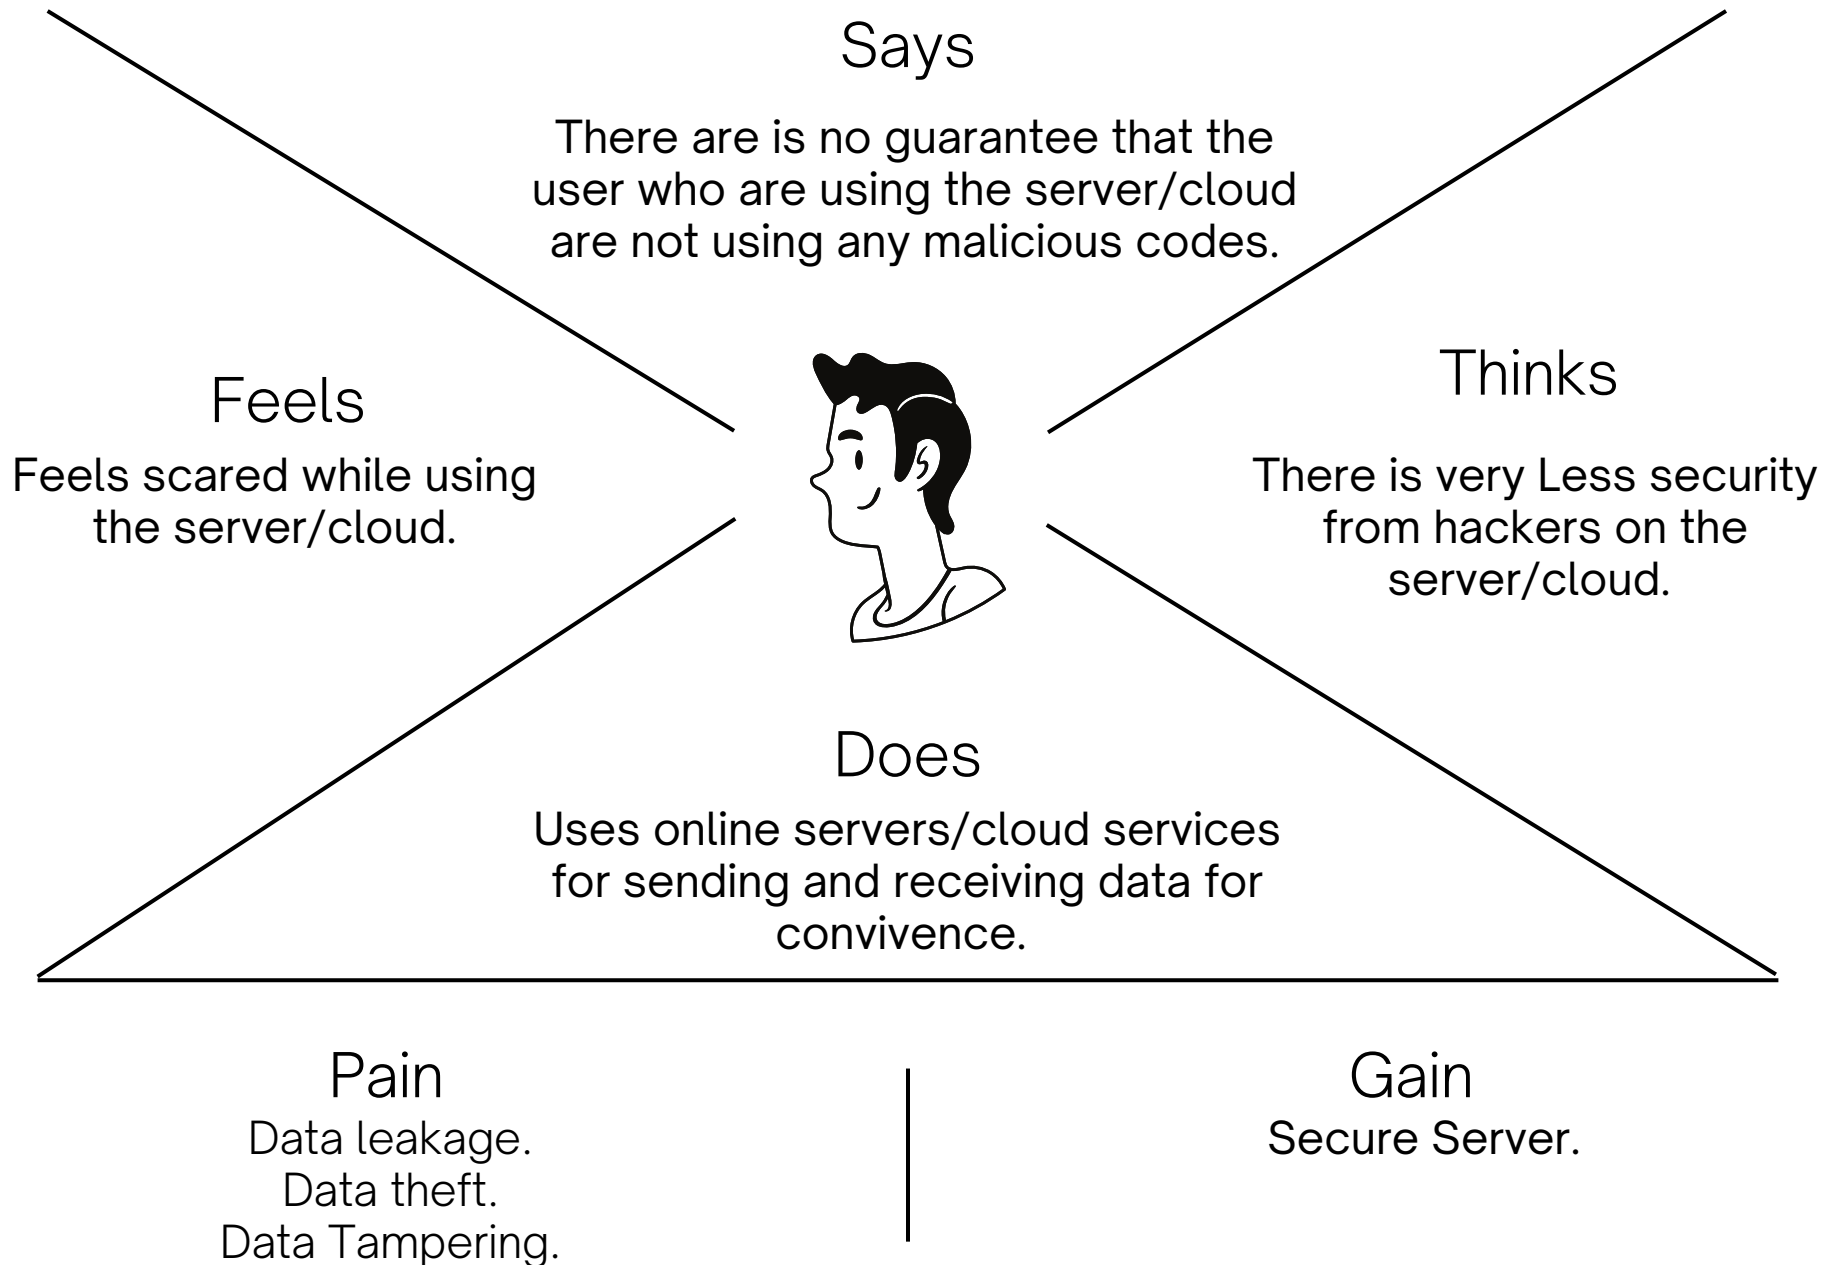 Says
There are is no guarantee that the
user who are using the server/cloud
are not using any malicious codes.
Feels
Feels scared while using
the server/cloud.
Thinks
There is very Less security
from hackers on the
server/cloud.
Does
Uses online servers/cloud services
for sending and receiving data for
convivence.
Pain
Data leakage.
Data theft.
Data Tampering.
Gain
Secure Server.